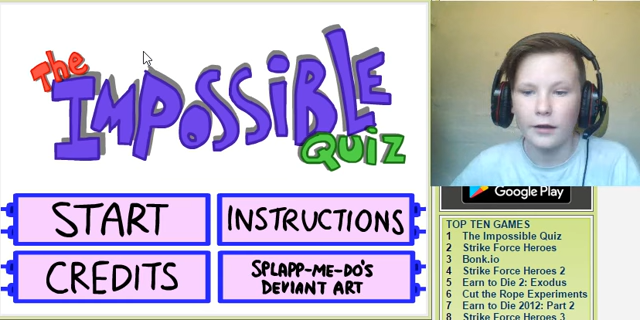 The
IMPOSSIBLE
QUIZ
START
INSTRUCTIONS
CREDITS
SPLAPP-ME-DO'S
DEVIANT ART
Google Play
TOP TEN GAMES
1 The Impossible Quiz
2 Strike Force Heroes
3 Bonk.io
4 Strike Force Heroes 2
5 Earn to Die 2: Exodus
6 Cut the Rope Experiments
7 Earn to Die 2012: Part 2
8 Strike Force Heroes 3